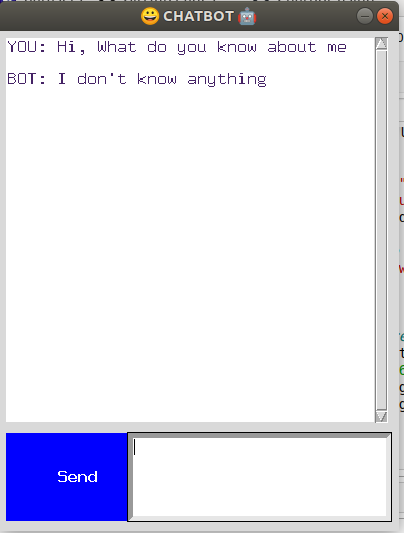 😀 CHATBOT 🤖
YOU: Hi, What do you know about me
BOT: I don't know anything
Send